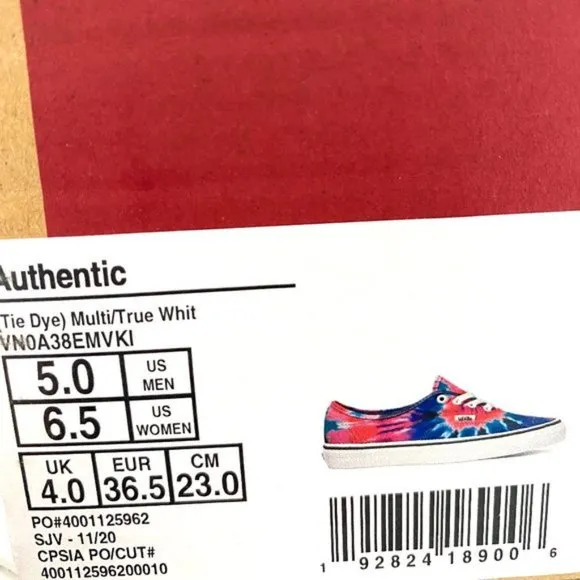 Authentic
(Tie Dye) Multi/True Whit
VN0A38EMVKI
5.0 US MEN
6.5 US WOMEN
UK 4.0 EUR 36.5 CM 23.0
PO#4001125962
SJV - 11/20
CPSIA PO/CUT#
400112596200010
1 92824 18900 6